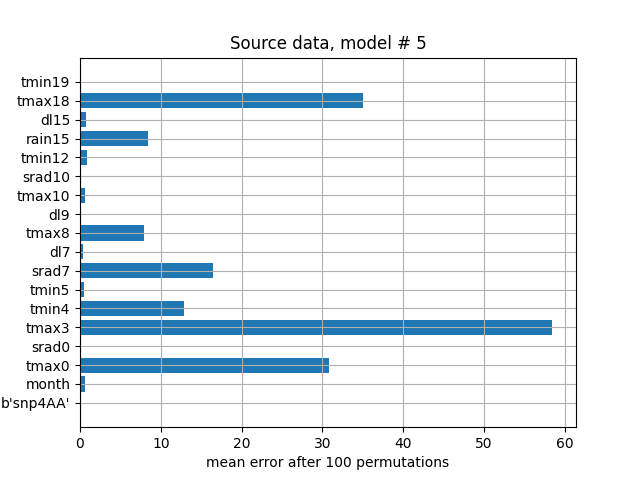 Source data, model # 5
tmin19
tmax18
dl15
rain15
tmin12
srad10
tmax10
dl9
tmax8
dl7
srad7
tmin5
tmin4
tmax3
srad0
tmax0
month
b'snp4AA'
0 10 20 30 40 50 60
mean error after 100 permutations